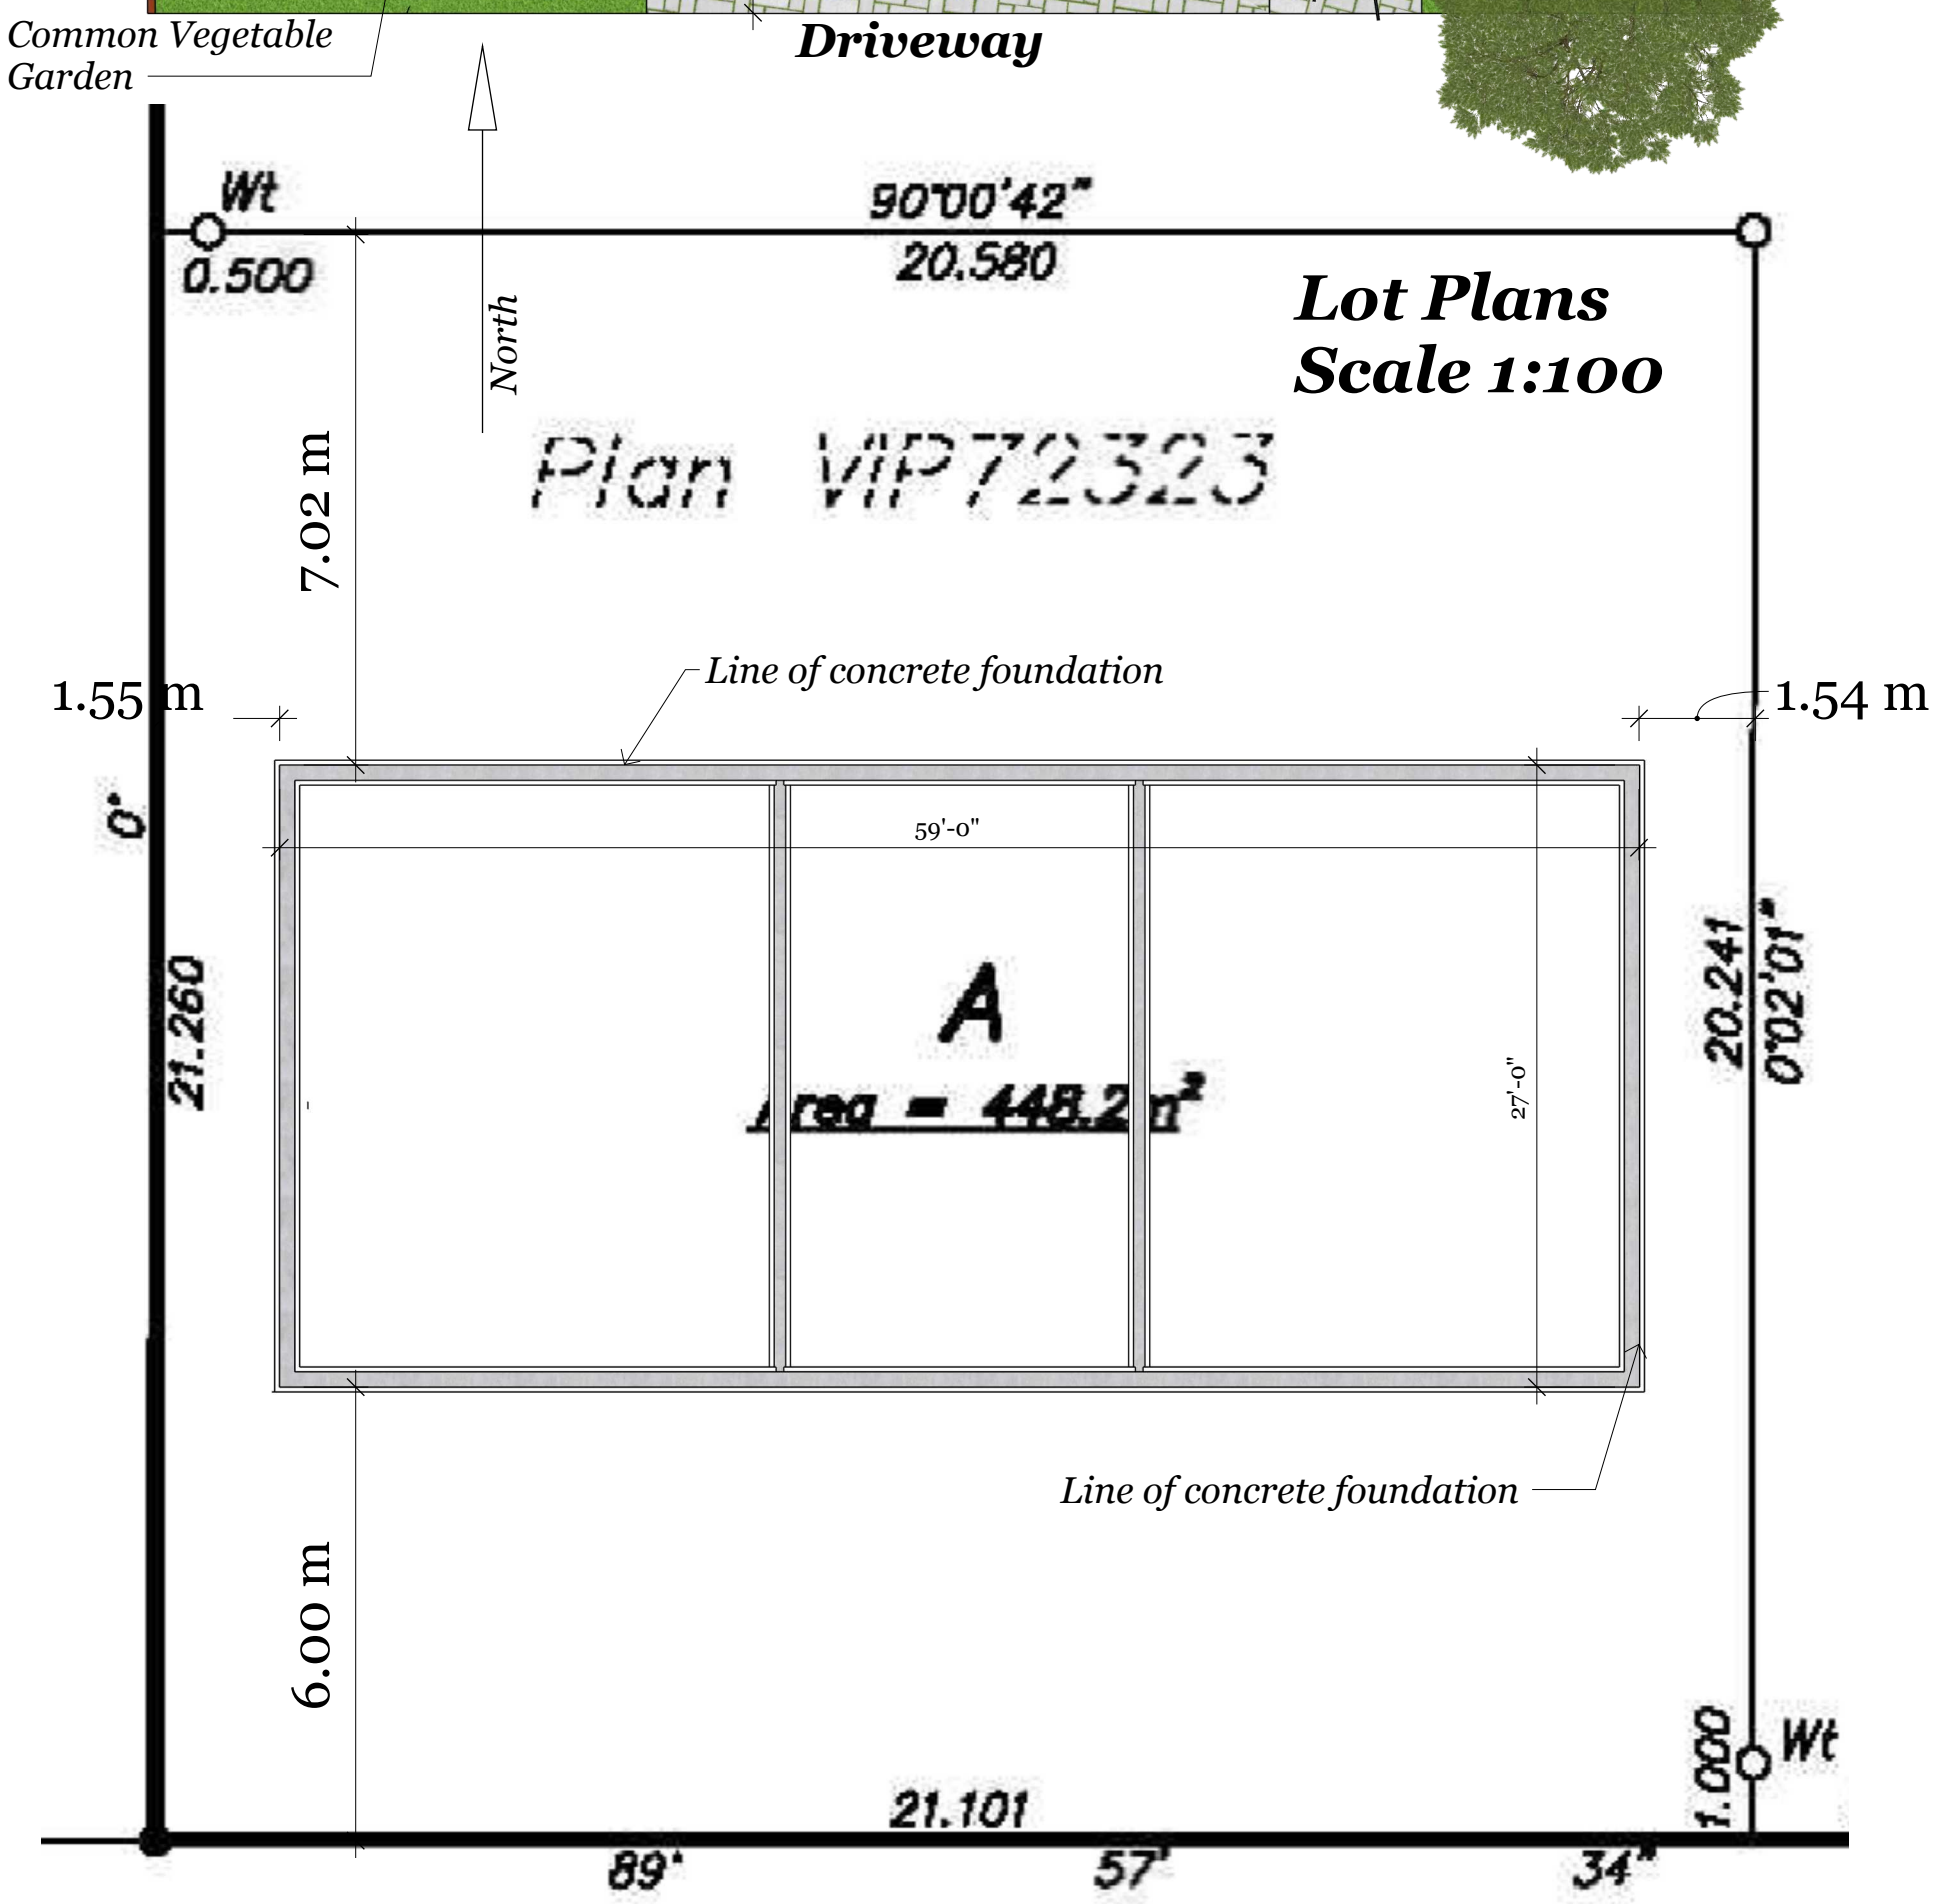 Common Vegetable
Garden
Driveway
Wt
90°00'42"
0.500
20.580
Lot Plans
Scale 1:100
North
Plan VIP72323
7.02 m
Line of concrete foundation
1.55 m
1.54 m
0°
59'-0"
21.260
A
20.241
0°02'01"
Area = 448.2m²
27'-0"
Line of concrete foundation
6.00 m
1.000
Wt
21.101
89° 57' 34"